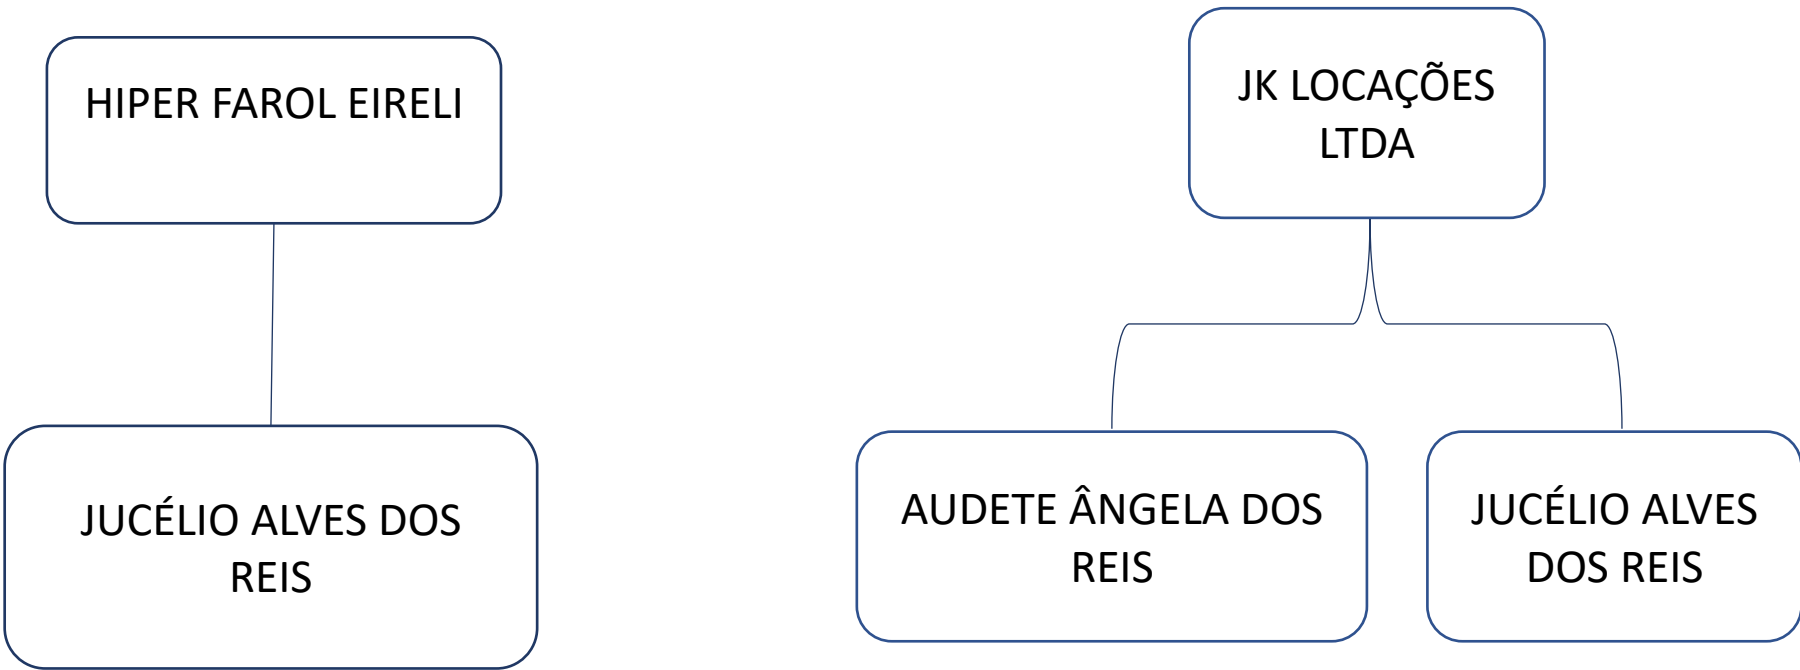 HIPER FAROL EIRELI
JK LOCAÇÕES
LTDA
JUCÉLIO ALVES DOS
REIS
AUDETE ÂNGELA DOS
REIS
JUCÉLIO ALVES
DOS REIS